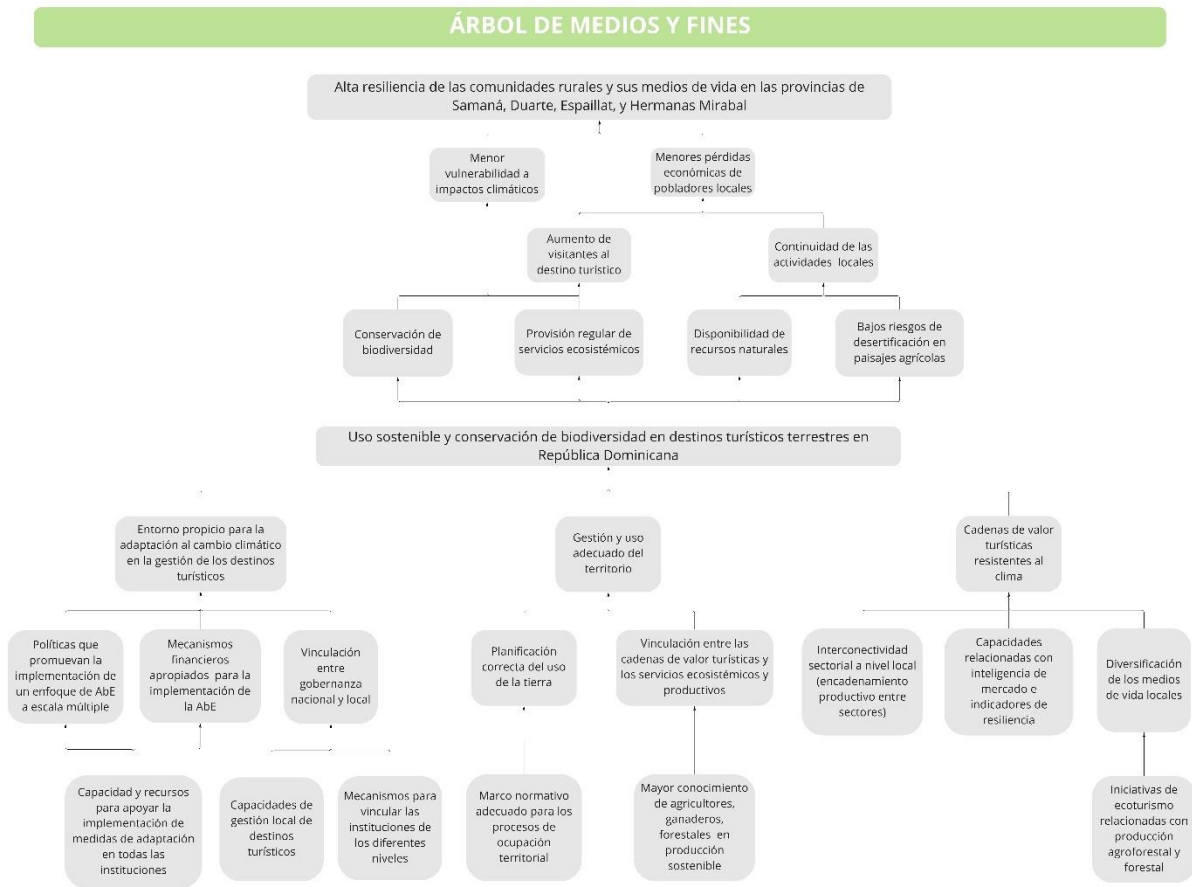 ÁRBOL DE MEDIOS Y FINES
Alta resiliencia de las comunidades rurales y sus medios de vida en las provincias de
Samaná, Duarte, Espaillat, y Hermanas Mirabal
Menor
vulnerabilidad a
impactos climáticos
Menores pérdidas
económicas de
pobladores locales
Aumento de
visitantes al
destino turístico
Continuidad de las
actividades locales
Conservación de
biodiversidad
Provisión regular de
servicios ecosistémicos
Disponibilidad de
recursos naturales
Bajos riesgos de
desertificación en
paisajes agrícolas
Uso sostenible y conservación de biodiversidad en destinos turísticos terrestres en
República Dominicana
Entorno propicio para la
adaptación al cambio climático
en la gestión de los destinos
turísticos
Gestión y uso
adecuado del
territorio
Cadenas de valor
turísticas
resistentes al
clima
Políticas que
promuevan la
implementación de
un enfoque de AbE
a escala múltiple
Mecanismos
financieros
apropiados para la
implementación de
la AbE
Vinculación
entre
gobernanza
nacional y local
Planificación
correcta del uso
de la tierra
Vinculación entre las
cadenas de valor turísticas y
los servicios ecosistémicos y
productivos
Interconectividad
sectorial a nivel local
(encadenamiento
productivo entre
sectores)
Capacidades
relacionadas con
inteligencia de
mercado e
indicadores de
resiliencia
Diversificación
de los medios
de vida locales
Capacidad y recursos
para apoyar la
implementación de
medidas de adaptación
en todas las
instituciones
Capacidades de
gestión local de
destinos
turísticos
Mecanismos para
vincular las
instituciones de
los diferentes
niveles
Marco normativo
adecuado para los
procesos de
ocupación
territorial
Mayor conocimiento
de agricultores,
ganaderos,
forestales en
producción
sostenible
Iniciativas de
ecoturismo
relacionadas con
producción
agroforestal y
forestal